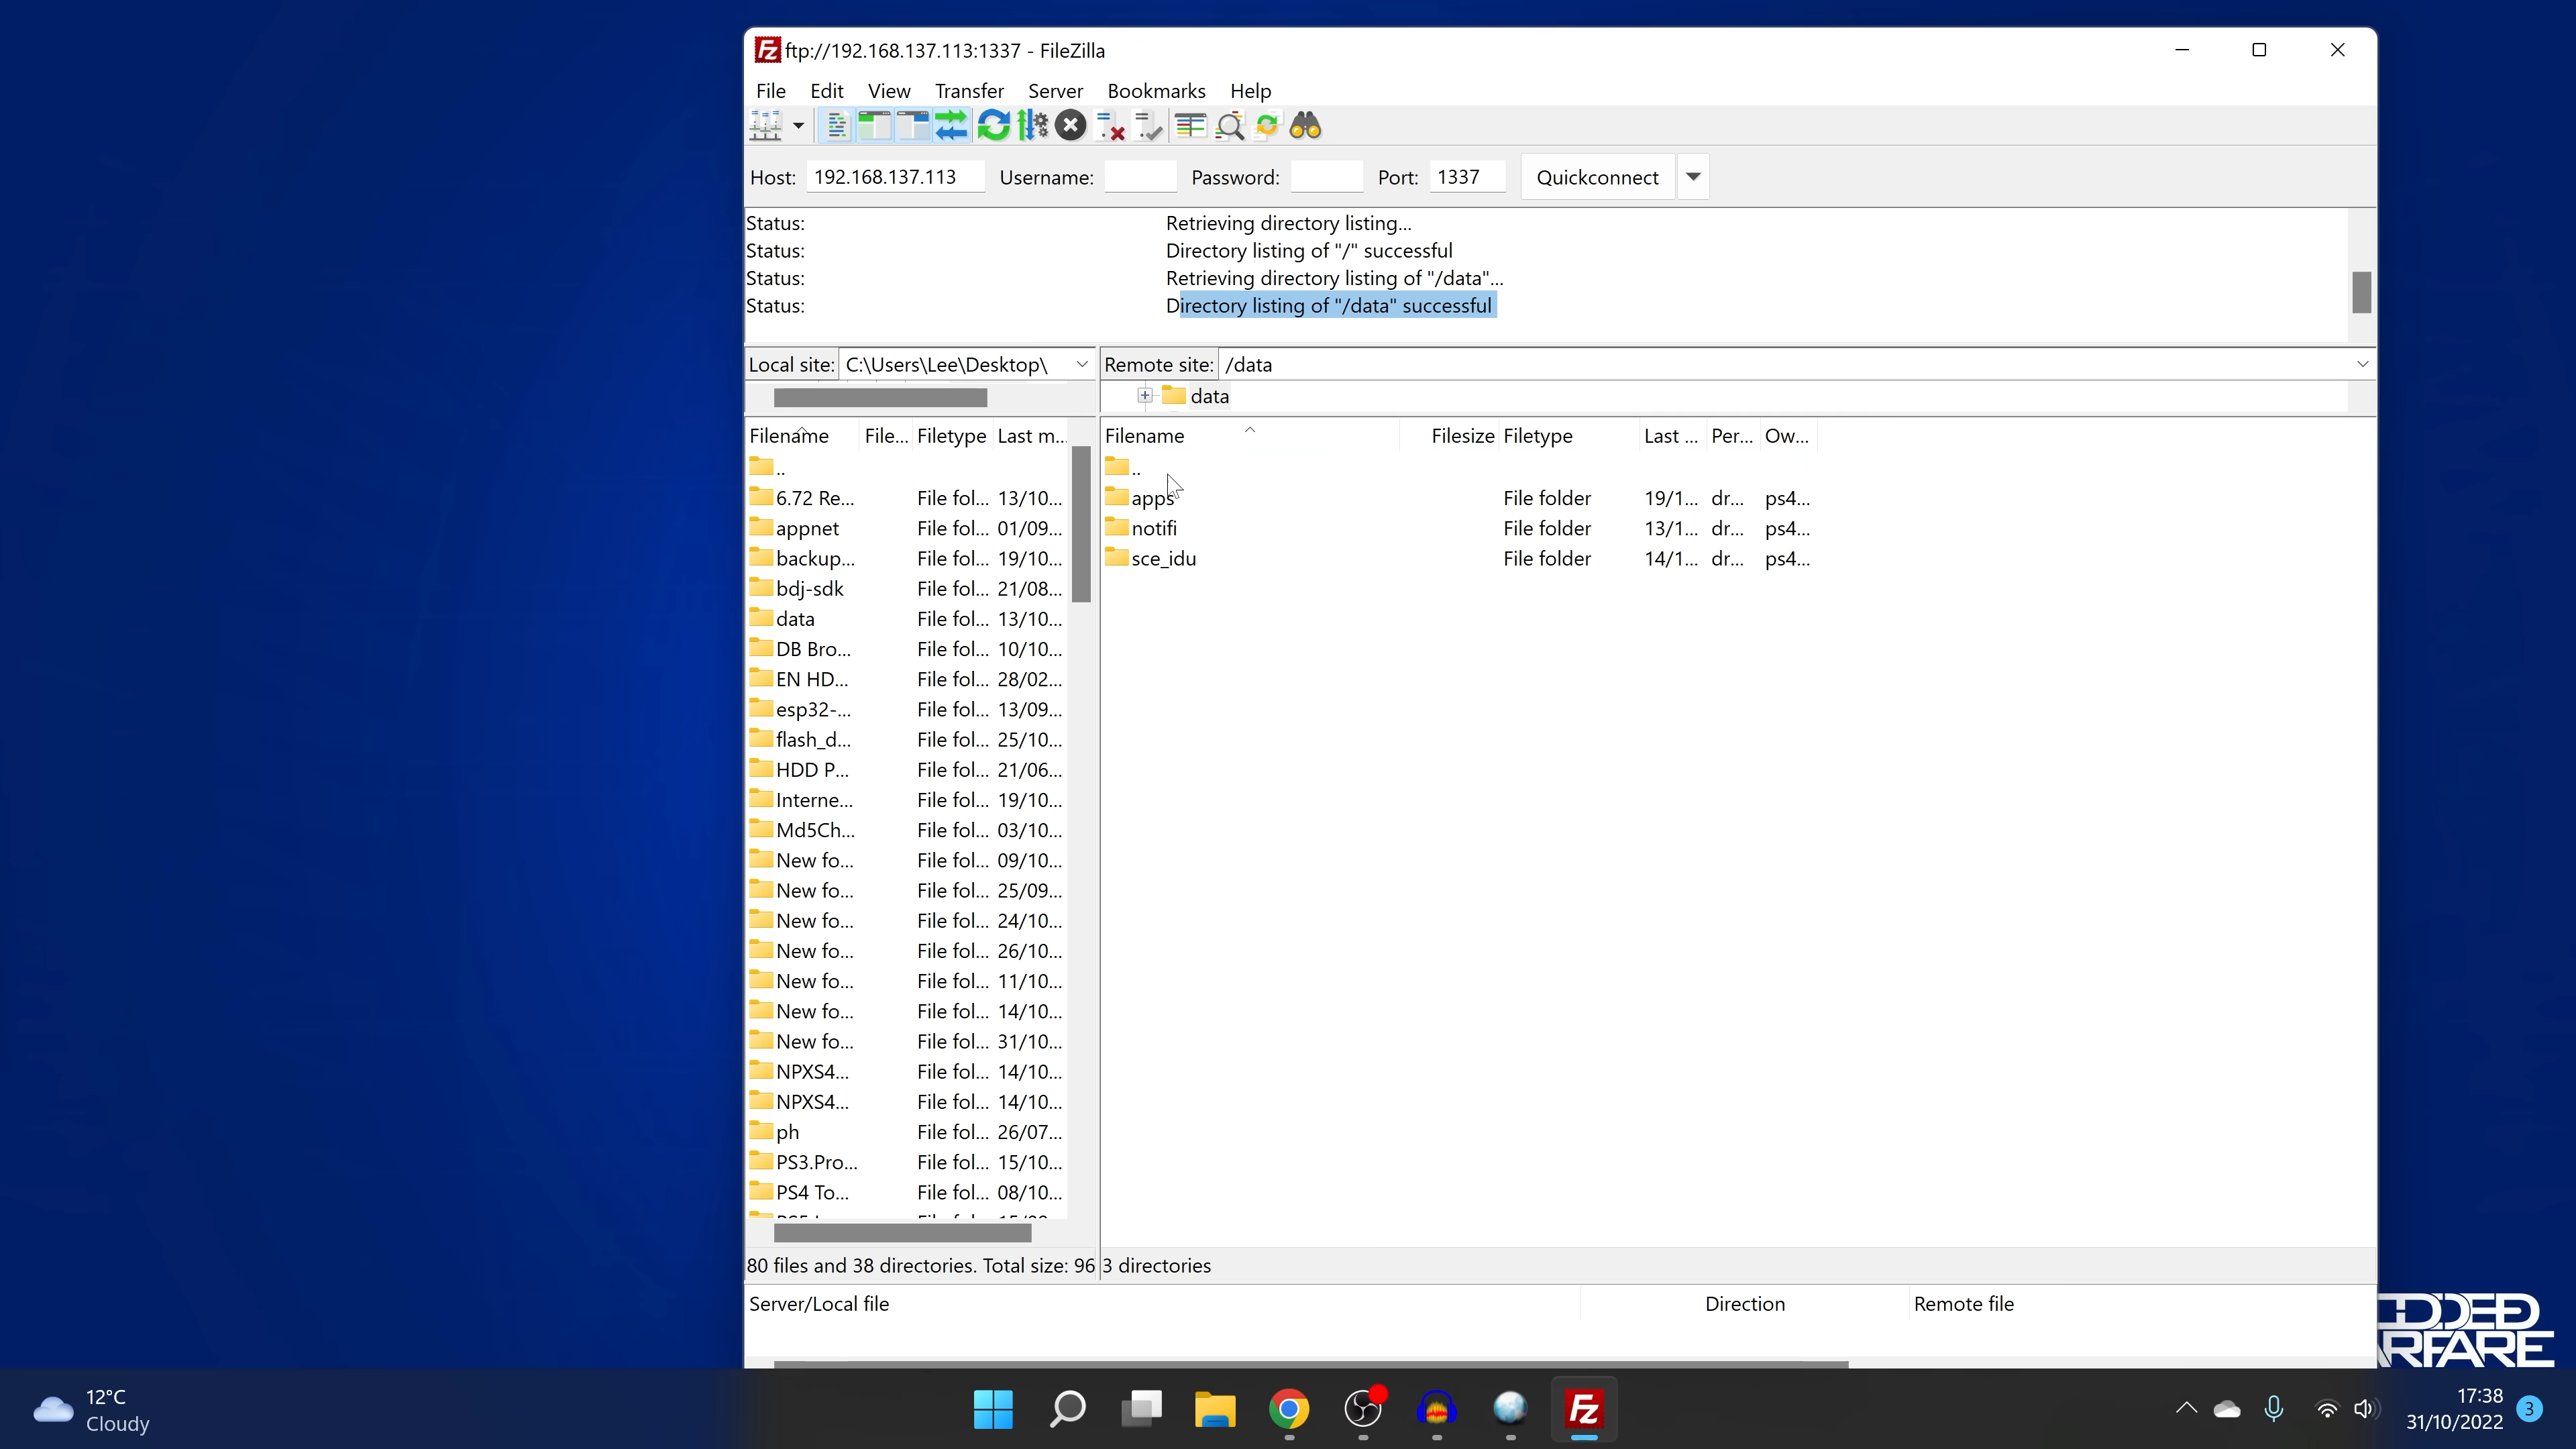 ftp://192.168.137.113:1337 - FileZilla
File Edit View Transfer Server Bookmarks Help
Host: 192.168.137.113 Username: Password: Port: 1337 Quickconnect
Status: Retrieving directory listing...
Status: Directory listing of "/" successful
Status: Retrieving directory listing of "/data"...
Status: Directory listing of "/data" successful
Local site: C:\Users\Lee\Desktop\ Remote site: /data
data
Filename File... Filetype Last m... Filename Filesize Filetype Last ... Per... Ow...
.. ..
6.72 Re... File fol... 13/10... apps File folder 19/1... dr... ps4...
appnet File fol... 01/09... notifi File folder 13/1... dr... ps4...
backup... File fol... 19/10... sce_idu File folder 14/1... dr... ps4...
bdj-sdk File fol... 21/08...
data File fol... 13/10...
DB Bro... File fol... 10/10...
EN HD... File fol... 28/02...
esp32-... File fol... 13/09...
flash_d... File fol... 25/10...
HDD P... File fol... 21/06...
Interne... File fol... 19/10...
Md5Ch... File fol... 03/10...
New fo... File fol... 09/10...
New fo... File fol... 25/09...
New fo... File fol... 24/10...
New fo... File fol... 26/10...
New fo... File fol... 11/10...
New fo... File fol... 14/10...
New fo... File fol... 31/10...
NPXS4... File fol... 14/10...
NPXS4... File fol... 14/10...
ph File fol... 26/07...
PS3.Pro... File fol... 15/10...
PS4 To... File fol... 08/10...
80 files and 38 directories. Total size: 96 3 directories
Server/Local file Direction Remote file
12°C
Cloudy
17:38
31/10/2022
3